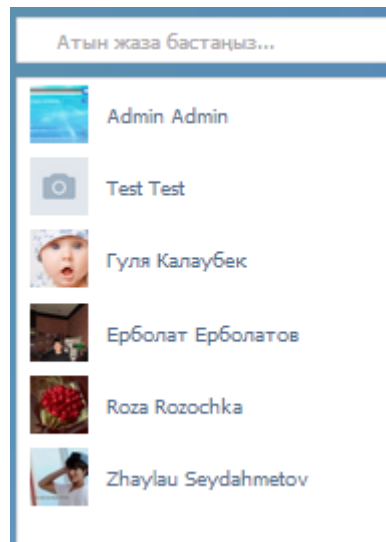 Атын жаза бастаңыз...
Admin Admin
Test Test
Гуля Калаубек
Ерболат Ерболатов
Roza Rozochka
Zhaylau Seydahmetov